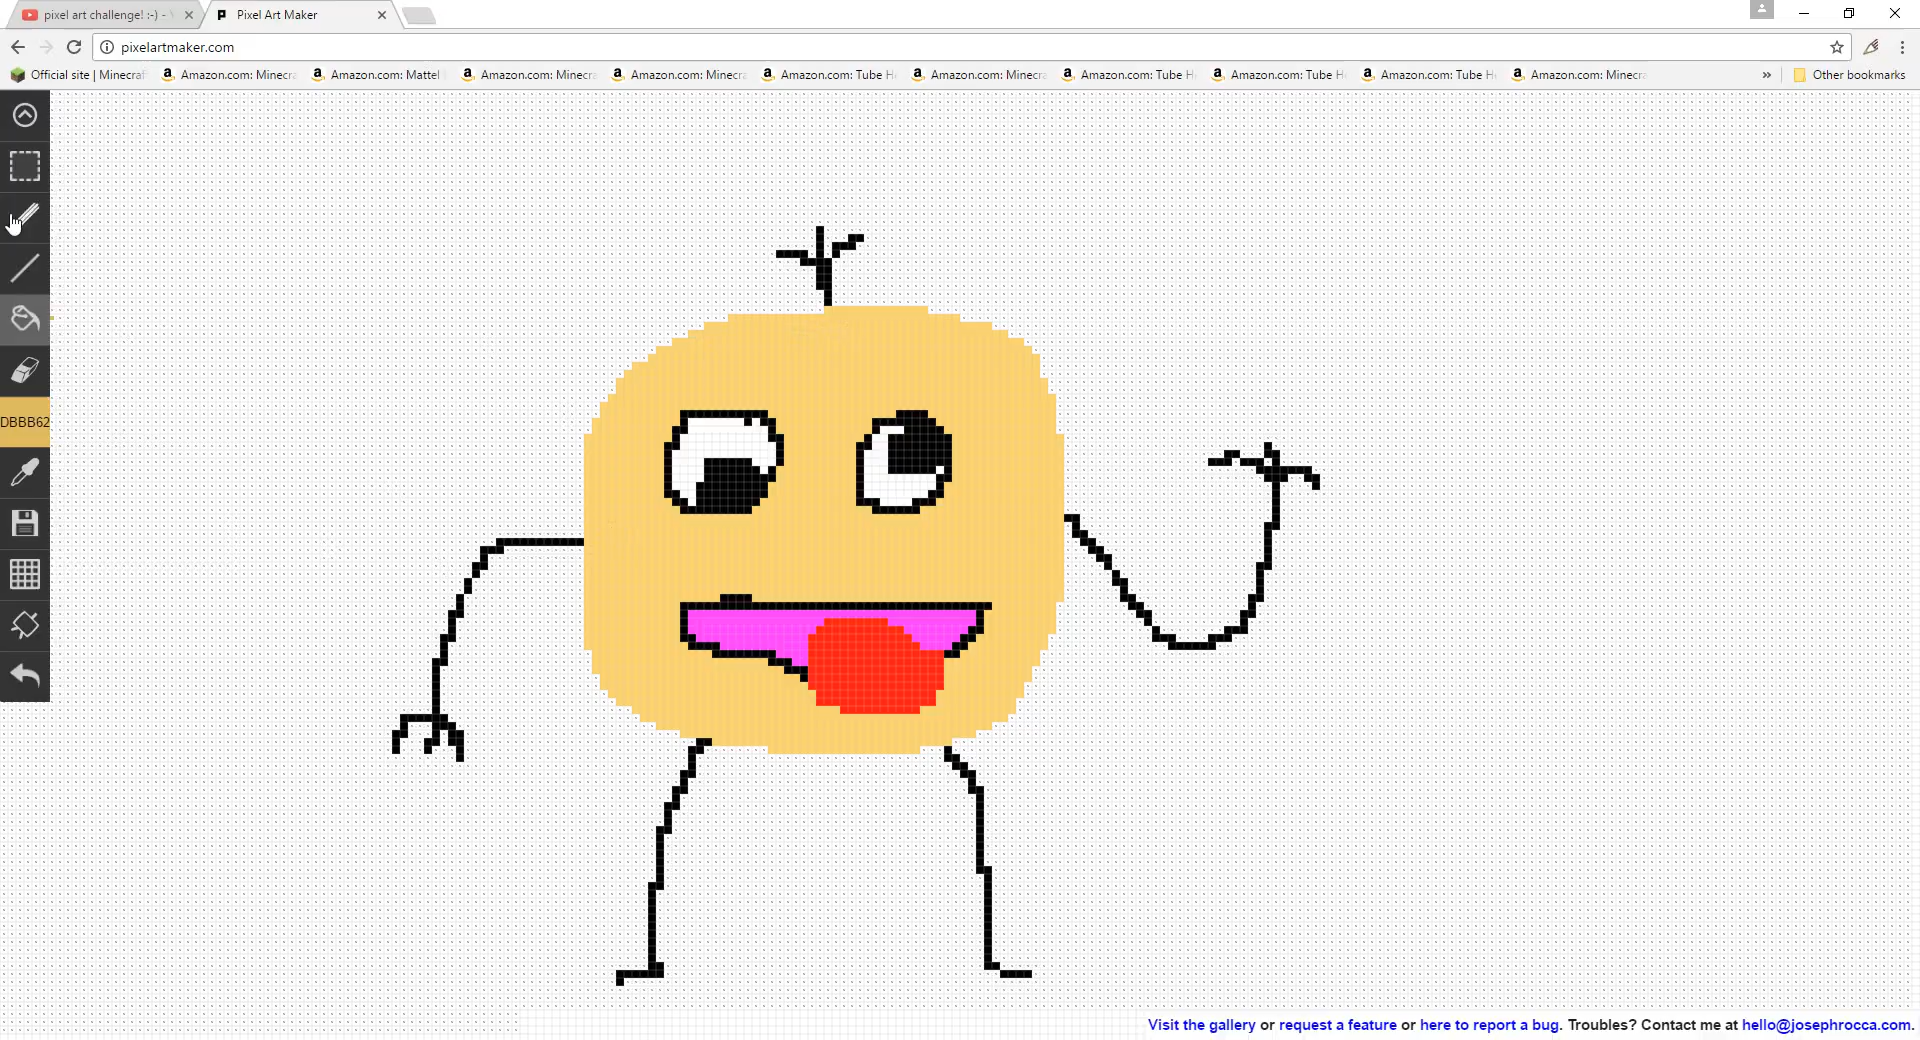 pixel art challenge! :-) - Y
Pixel Art Maker
pixelartmaker.com
Official site | Minecraf
Amazon.com: Minecra
Amazon.com: Mattel
Amazon.com: Minecra
Amazon.com: Minecra
Amazon.com: Tube H
Amazon.com: Minecra
Amazon.com: Tube H
Amazon.com: Tube H
Amazon.com: Tube H
Amazon.com: Minecra
» Other bookmarks
DBBB62
Visit the gallery or request a feature or here to report a bug. Troubles? Contact me at hello@josephrocca.com.